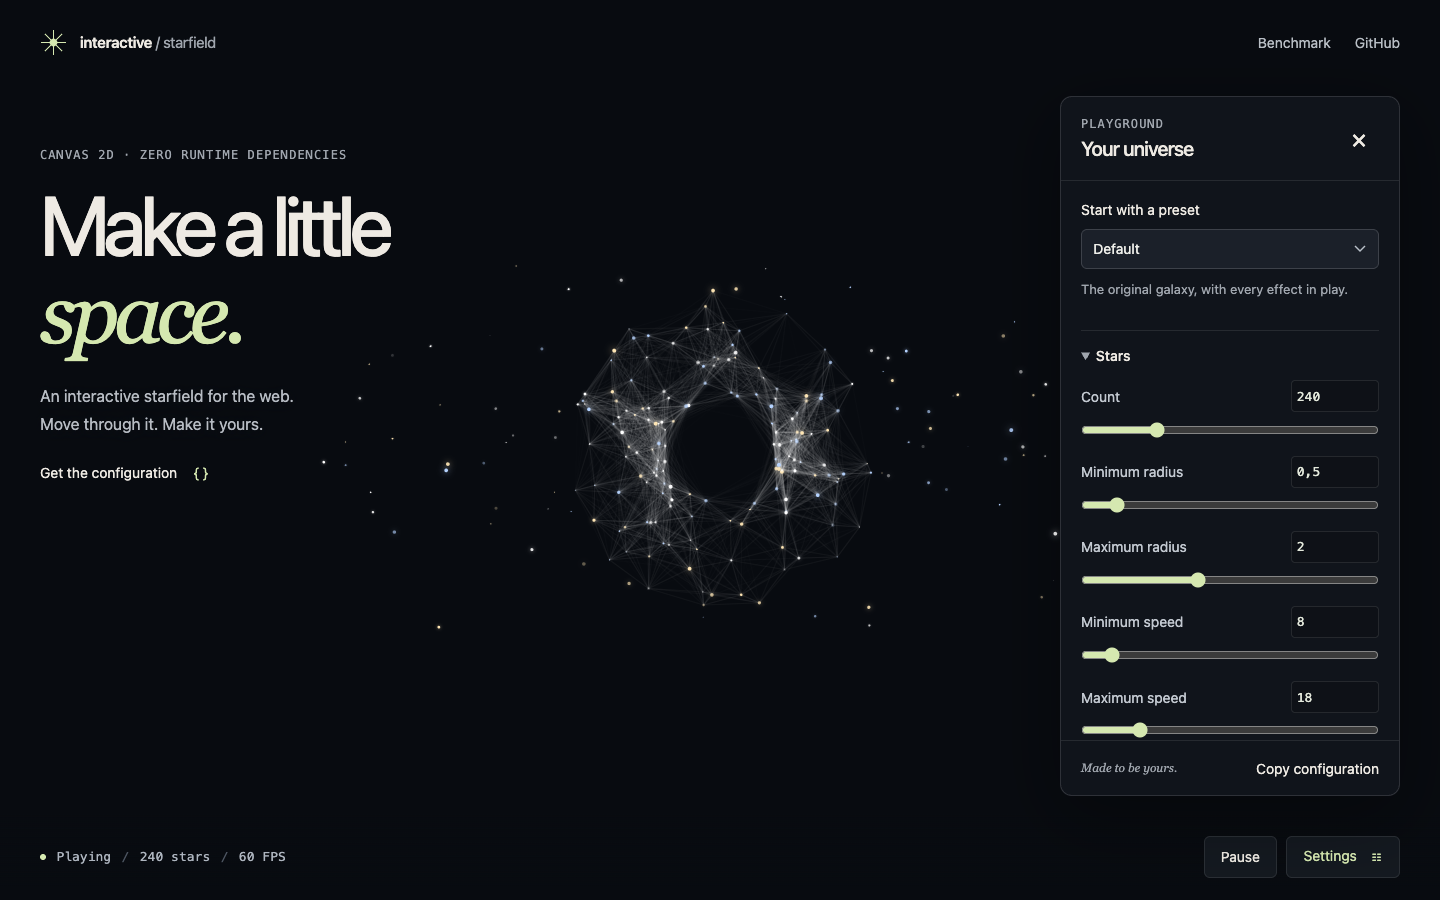 interactive / starfield
Benchmark
GitHub
CANVAS 2D · ZERO RUNTIME DEPENDENCIES
Make a little
space.
An interactive starfield for the web.
Move through it. Make it yours.
Get the configuration {}
PLAYGROUND
Your universe
Start with a preset
Default
The original galaxy, with every effect in play.
Stars
Count 240
Minimum radius 0,5
Maximum radius 2
Minimum speed 8
Maximum speed 18
Made to be yours.
Copy configuration
Playing / 240 stars / 60 FPS
Pause
Settings